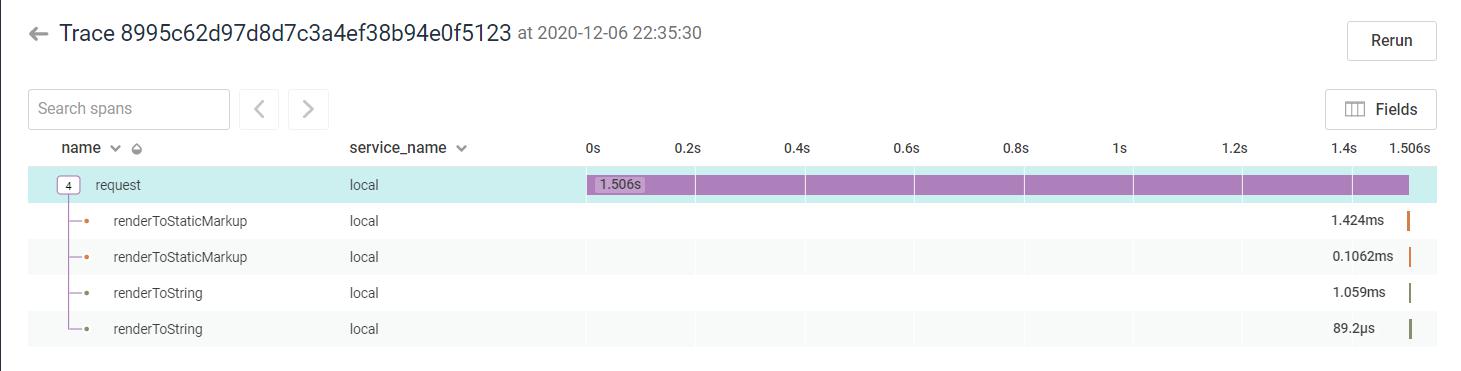 Trace 8995c62d97d8d7c3a4ef38b94e0f5123 at 2020-12-06 22:35:30
Rerun
Search spans
Fields
name service_name 0s 0.2s 0.4s 0.6s 0.8s 1s 1.2s 1.4s 1.506s
4 request local 1.506s
renderToStaticMarkup local 1.424ms
renderToStaticMarkup local 0.1062ms
renderToString local 1.059ms
renderToString local 89.2μs